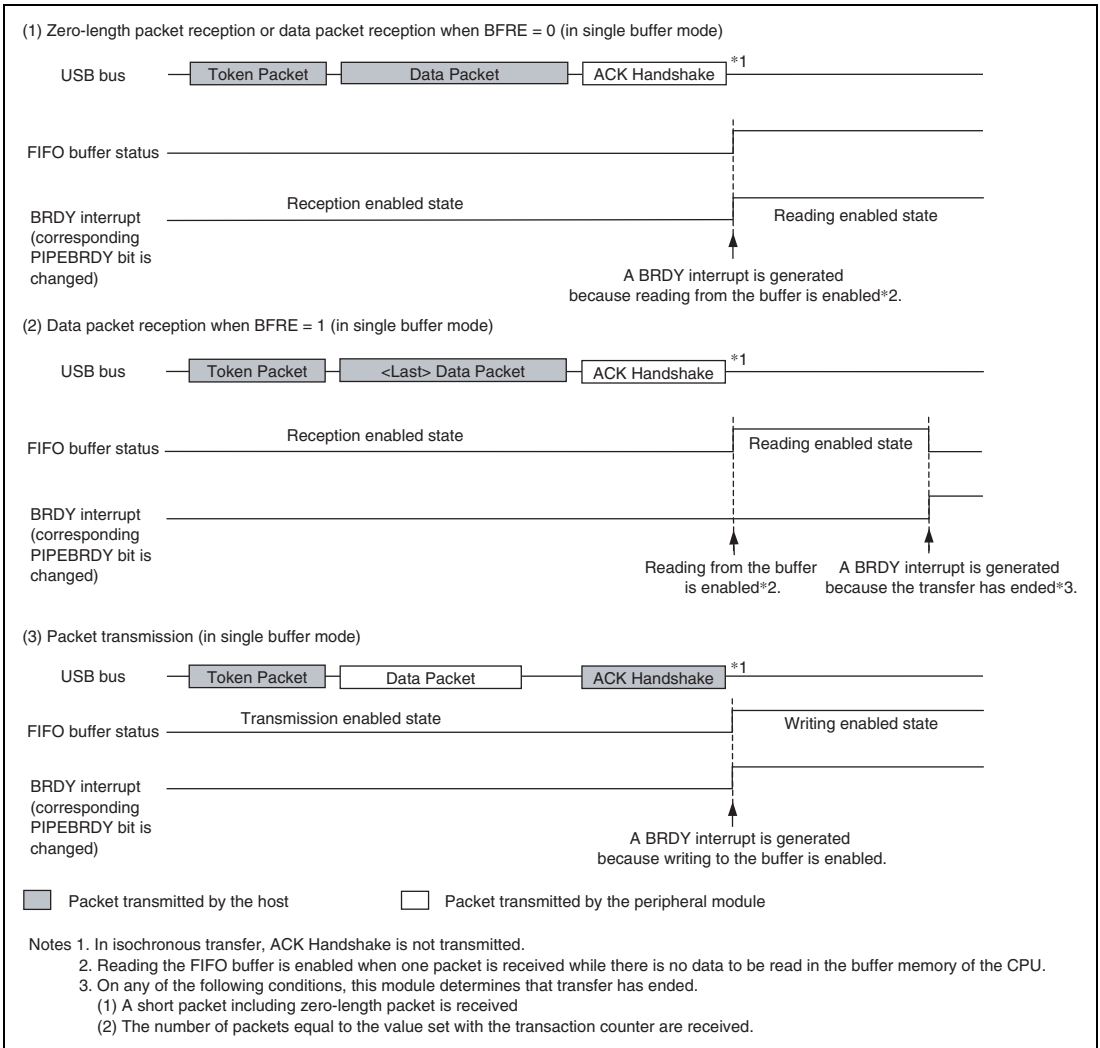 (1) Zero-length packet reception or data packet reception when BFRE = 0 (in single buffer mode)
USB bus
Token Packet
Data Packet
ACK Handshake
*1
FIFO buffer status
BRDY interrupt
(corresponding
PIPEBRDY bit is
changed)
Reception enabled state
Reading enabled state
A BRDY interrupt is generated
because reading from the buffer is enabled*2.
(2) Data packet reception when BFRE = 1 (in single buffer mode)
USB bus
Token Packet
<Last> Data Packet
ACK Handshake
*1
FIFO buffer status
Reception enabled state
Reading enabled state
BRDY interrupt
(corresponding
PIPEBRDY bit is
changed)
Reading from the buffer
is enabled*2.
A BRDY interrupt is generated
because the transfer has ended*3.
(3) Packet transmission (in single buffer mode)
USB bus
Token Packet
Data Packet
ACK Handshake
*1
FIFO buffer status
Transmission enabled state
Writing enabled state
BRDY interrupt
(corresponding
PIPEBRDY bit is
changed)
A BRDY interrupt is generated
because writing to the buffer is enabled.
Packet transmitted by the host
Packet transmitted by the peripheral module
Notes 1. In isochronous transfer, ACK Handshake is not transmitted.
2. Reading the FIFO buffer is enabled when one packet is received while there is no data to be read in the buffer memory of the CPU.
3. On any of the following conditions, this module determines that transfer has ended.
(1) A short packet including zero-length packet is received
(2) The number of packets equal to the value set with the transaction counter are received.